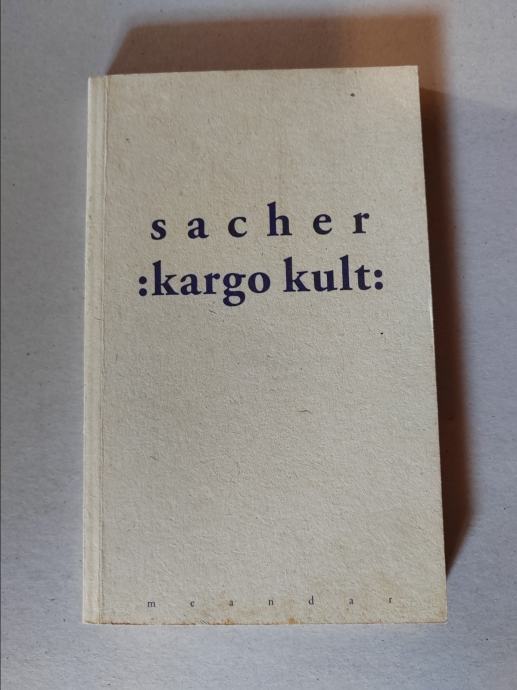 sacher
:kargo kult:
meandar